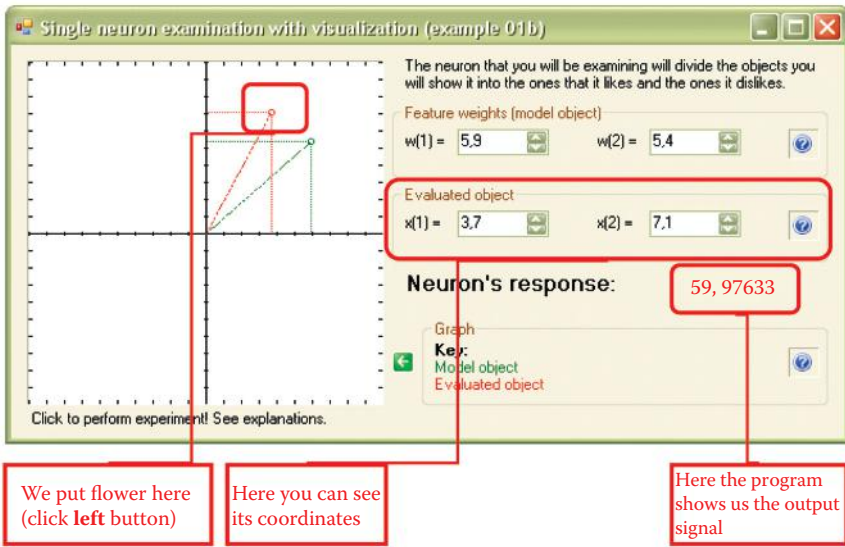 Single neuron examination with visualization (example 01b)
The neuron that you will be examining will divide the objects you
will show it into the ones that it likes and the ones it dislikes.
Feature weights (model object)
w(1) = 5,9 w(2) = 5,4
Evaluated object
x(1) = 3,7 x(2) = 7,1
Neuron's response: 59, 97633
Graph
Key:
Model object
Evaluated object
Click to perform experiment! See explanations.
We put flower here
(click left button)
Here you can see
its coordinates
Here the program
shows us the output
signal